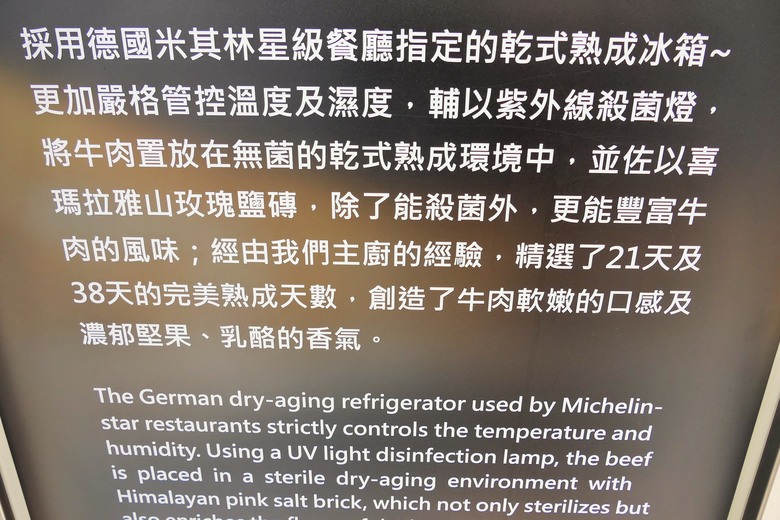 採用德國米其林星級餐廳指定的乾式熟成冰箱~
更加嚴格管控溫度及濕度，輔以紫外線殺菌燈，
將牛肉置放在無菌的乾式熟成環境中，並佐以喜
瑪拉雅山玫瑰鹽磚，除了能殺菌外，更能豐富牛
肉的風味；經由我們主廚的經驗，精選了21天及
38天的完美熟成天數，創造了牛肉軟嫩的口感及
濃郁堅果、乳酪的香氣。
The German dry-aging refrigerator used by Michelin-
star restaurants strictly controls the temperature and
humidity. Using a UV light disinfection lamp, the beef
is placed in a sterile dry-aging environment with
Himalayan pink salt brick, which not only sterilizes but
also enriches the flavor of